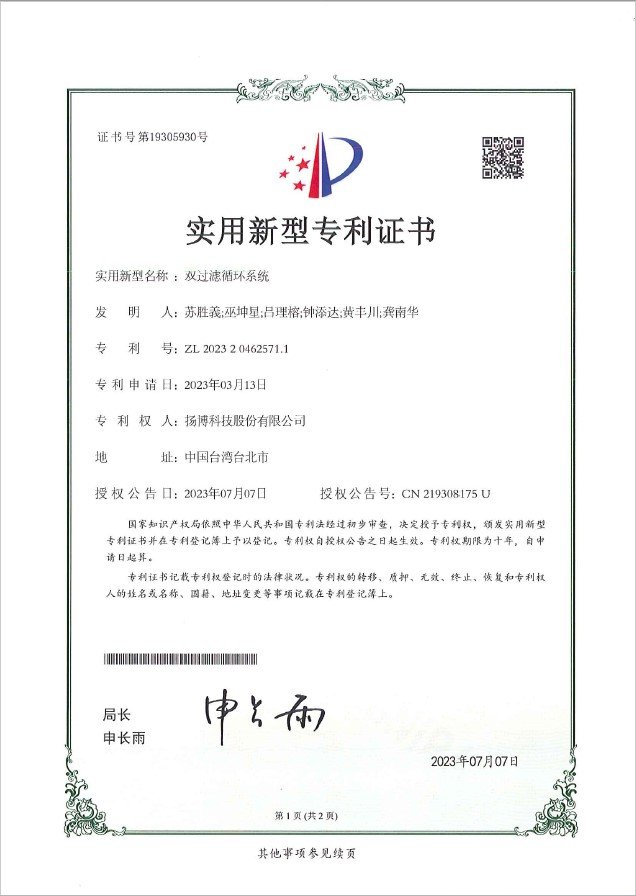 证书号第19305930号
实用新型专利证书
实用新型名称：双过滤循环系统
发明人：苏胜義;巫坤星;吕理榕;钟添达;黄丰川;龚南华
专利号：ZL 2023 2 0462571.1
专利申请日：2023年03月13日
专利权人：扬博科技股份有限公司
地址：中国台湾台北市
授权公告日：2023年07月07日 授权公告号：CN 219308175 U
国家知识产权局依照中华人民共和国专利法经过初步审查，决定授予专利权，颁发实用新型
专利证书并在专利登记簿上予以登记。专利权自授权公告之日起生效。专利权期限为十年，自申
请日起算。
专利证书记载专利权登记时的法律状况。专利权的转移、质押、无效、终止、恢复和专利权
人的姓名或名称、国籍、地址变更等事项记载在专利登记簿上。
局长
申长雨
申长雨
2023年07月07日
第 1 页 (共 2 页)
其他事项参见续页